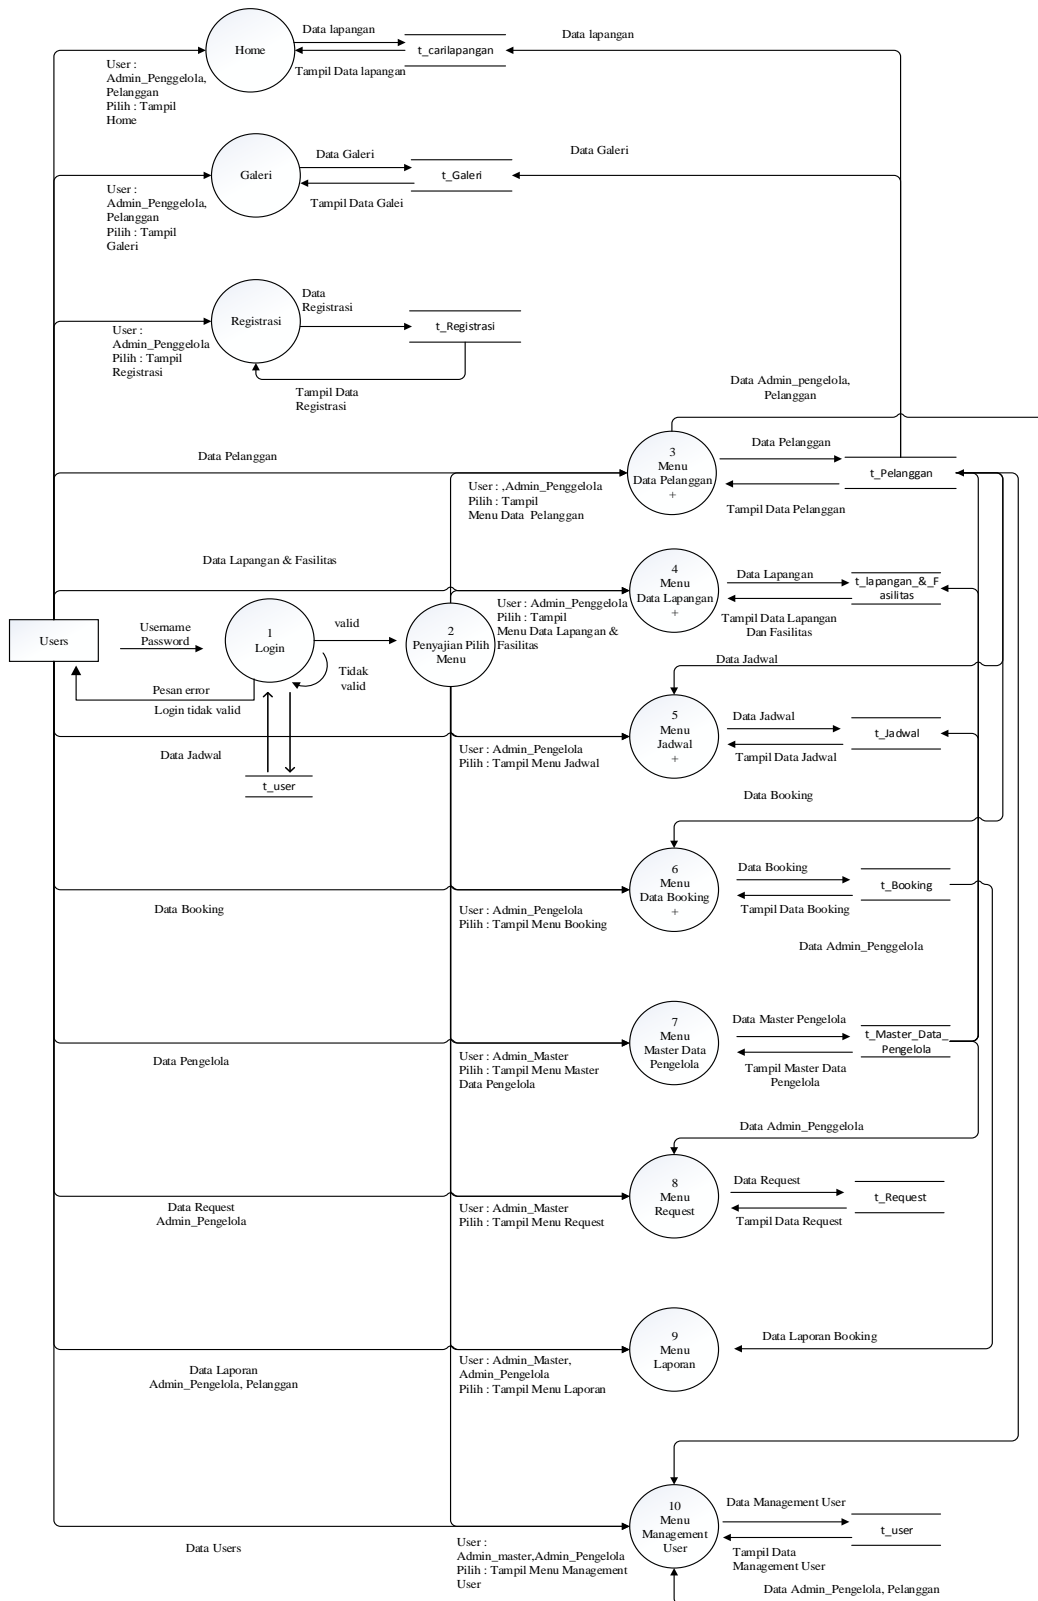 Data lapangan
Data lapangan
Home
t_carilapangan
Tampil Data lapangan
User :
Admin_Penggelola,
Pelanggan
Pilih : Tampil
Home
Data Galeri
Data Galeri
Galeri
t_Galeri
Tampil Data Galei
User :
Admin_Penggelola,
Pelanggan
Pilih : Tampil
Galeri
Data
Registrasi
Registrasi
t_Registrasi
User :
Admin_Penggelola
Pilih : Tampil
Registrasi
Tampil Data
Registrasi
Data Admin_pengelola,
Pelanggan
Data Pelanggan
3
Menu
Data Pelanggan
+
Data Pelanggan
t_Pelanggan
Tampil Data Pelanggan
User : ,Admin_Penggelola
Pilih : Tampil
Menu Data  Pelanggan
Data Lapangan & Fasilitas
4
Menu
Data Lapangan
+
Data Lapangan
t_lapangan_&_F
asilitas
Tampil Data Lapangan
Dan Fasilitas
User : Admin_Penggelola
Pilih : Tampil
Menu Data Lapangan &
Fasilitas
Users
Username
Password
1
Login
valid
Tidak
valid
2
Penyajian Pilih
Menu
Pesan error
Login tidak valid
Data Jadwal
Data Jadwal
t_user
5
Menu
Jadwal
+
Data Jadwal
t_Jadwal
Tampil Data Jadwal
User : Admin_Pengelola
Pilih : Tampil Menu Jadwal
Data Booking
6
Menu
Data Booking
+
Data Booking
t_Booking
Tampil Data Booking
Data Booking
User : Admin_Pengelola
Pilih : Tampil Menu Booking
Data Admin_Penggelola
7
Menu
Master Data
Pengelola
Data Master Pengelola
t_Master_Data_
Pengelola
Tampil Master Data
Pengelola
Data Pengelola
User : Admin_Master
Pilih : Tampil Menu Master
Data Pengelola
Data Admin_Penggelola
8
Menu
Request
Data Request
t_Request
Tampil Data Request
Data Request
Admin_Pengelola
User : Admin_Master
Pilih : Tampil Menu Request
9
Menu
Laporan
Data Laporan Booking
Data Laporan
Admin_Pengelola, Pelanggan
User : Admin_Master,
Admin_Pengelola
Pilih : Tampil Menu Laporan
10
Menu
Management
User
Data Management User
t_user
Tampil Data
Management User
Data Users
User :
Admin_master,Admin_Pengelola
Pilih : Tampil Menu Management
User
Data Admin_Pengelola, Pelanggan